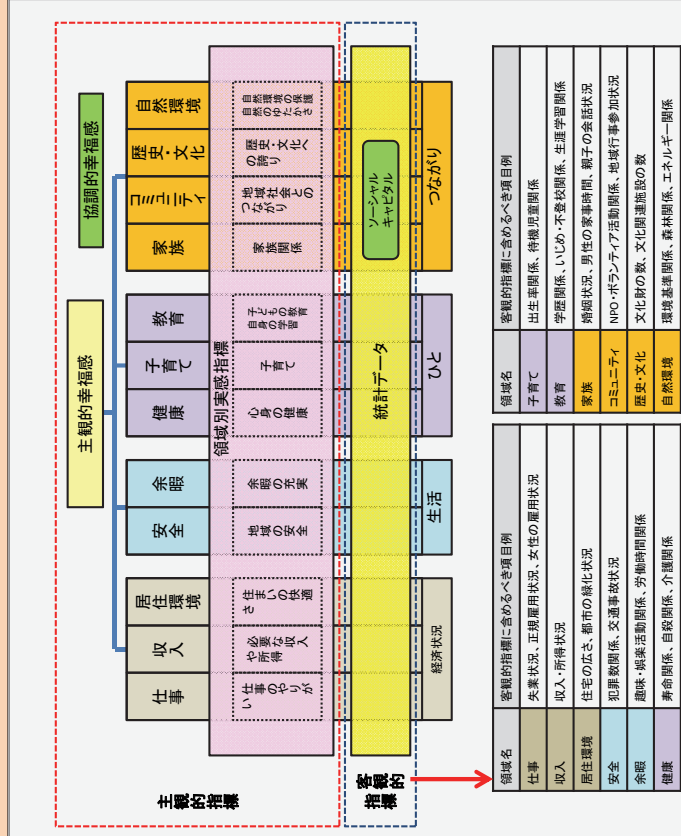 主観的幸福感
協調的幸福感
仕事
収入
居住環境
安全
余暇
健康
子育て
教育
家族
コミュニティ
歴史・文化
自然環境
主観的指標
領域別実感指標
仕事のやりが
い
必要な収入
や所得
住まいの快適
さ
地域の安全
余暇の充実
心身の健康
子育て
子どもの教育
自身の学習
家族関係
地域社会との
つながり
歴史・文化へ
の誇り
自然環境の保護
自然のゆたかさ
客観的
指標
統計データ
ソーシャル
キャピタル
経済状況
生活
ひと
つながり
領域名
客観的指標に含めるべき項目例
仕事
失業状況、正規雇用状況、女性の雇用状況
収入
収入・所得状況
居住環境
住宅の広さ、都市の緑化状況
安全
犯罪数関係、交通事故状況
余暇
趣味・娯楽活動関係、労働時間関係
健康
寿命関係、自殺関係、介護関係
領域名
客観的指標に含めるべき項目例
子育て
出生率関係、待機児童関係
教育
学歴関係、いじめ・不登校関係、生涯学習関係
家族
婚姻状況、男性の家事時間、親子の会話状況
コミュニティ
NPO・ボランティア活動関係、地域行事参加状況
歴史・文化
文化財の数、文化関連施設の数
自然環境
環境基準関係、森林関係、エネルギー関係